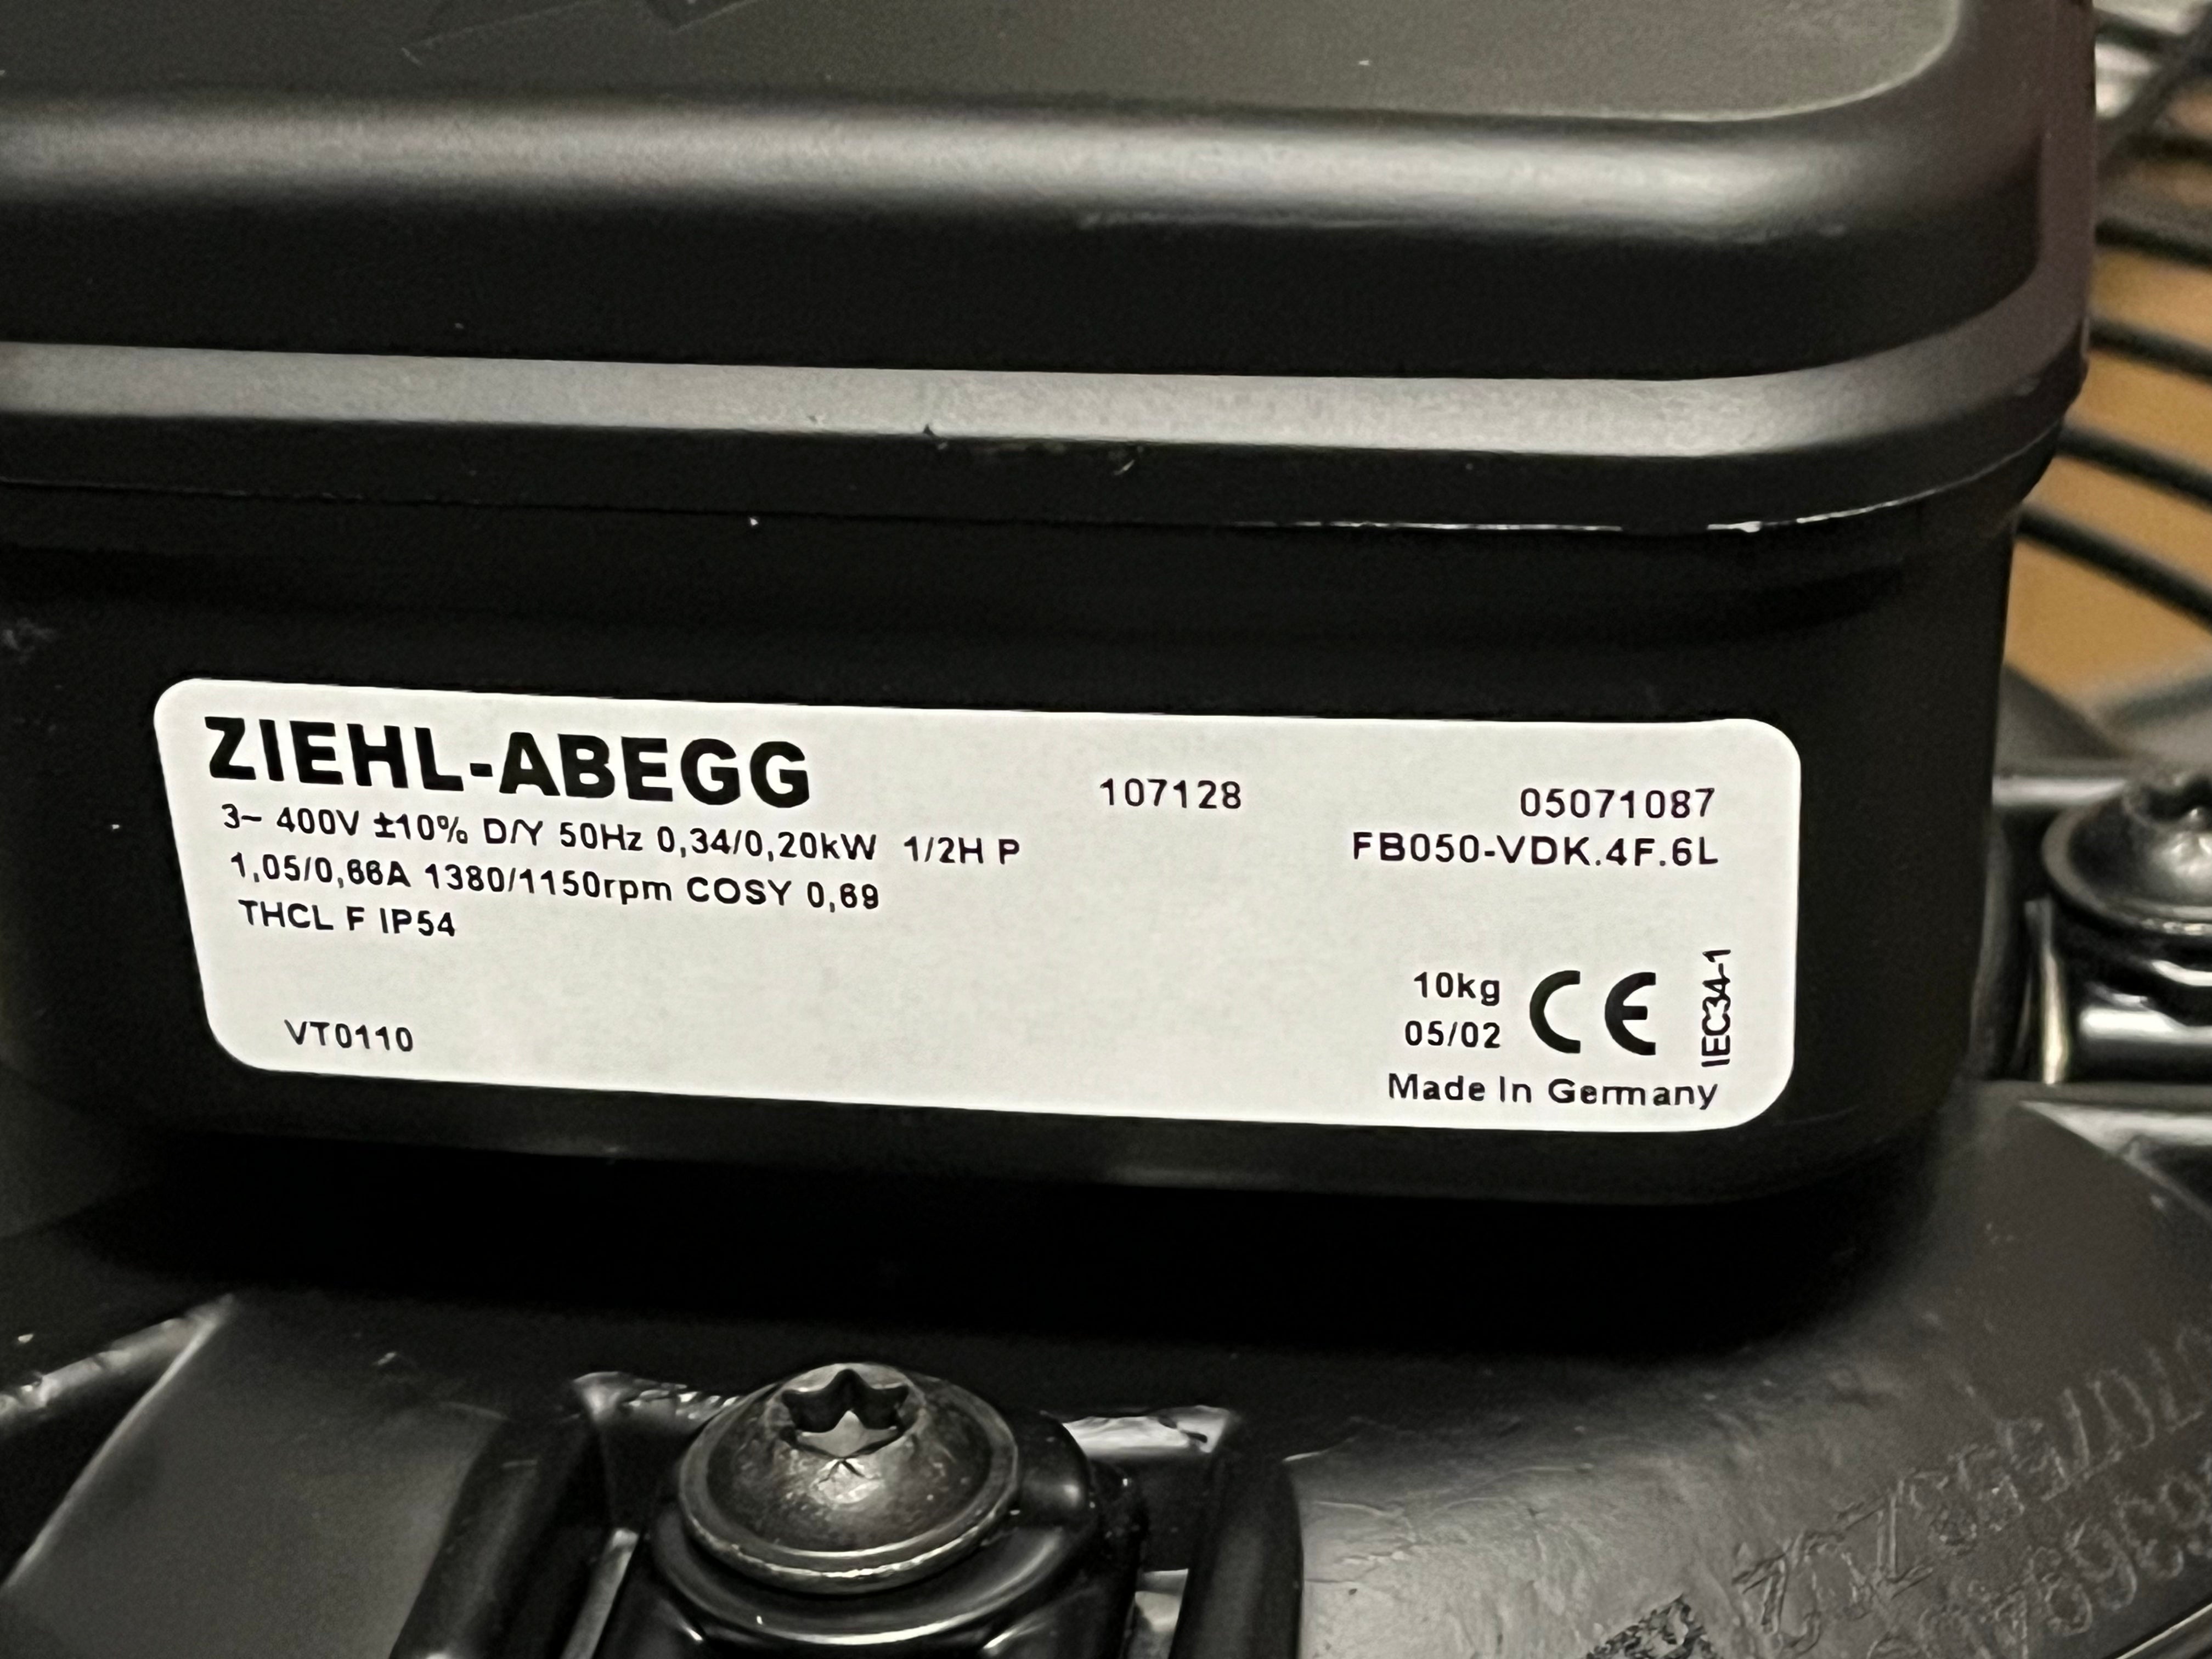 ZIEHL-ABEGG
107128
05071087
3~ 400V ±10% D/Y 50Hz 0,34/0,20kW 1/2H P
FB050-VDK.4F.6L
1,05/0,66A 1380/1150rpm COSY 0,69
THCL F IP54
10kg
05/02
CE
IEC34-1
VT0110
Made In Germany